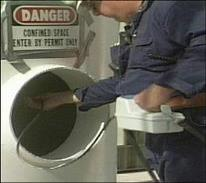 DANGER
CONFINED SPACE
ENTER BY PERMIT ONLY